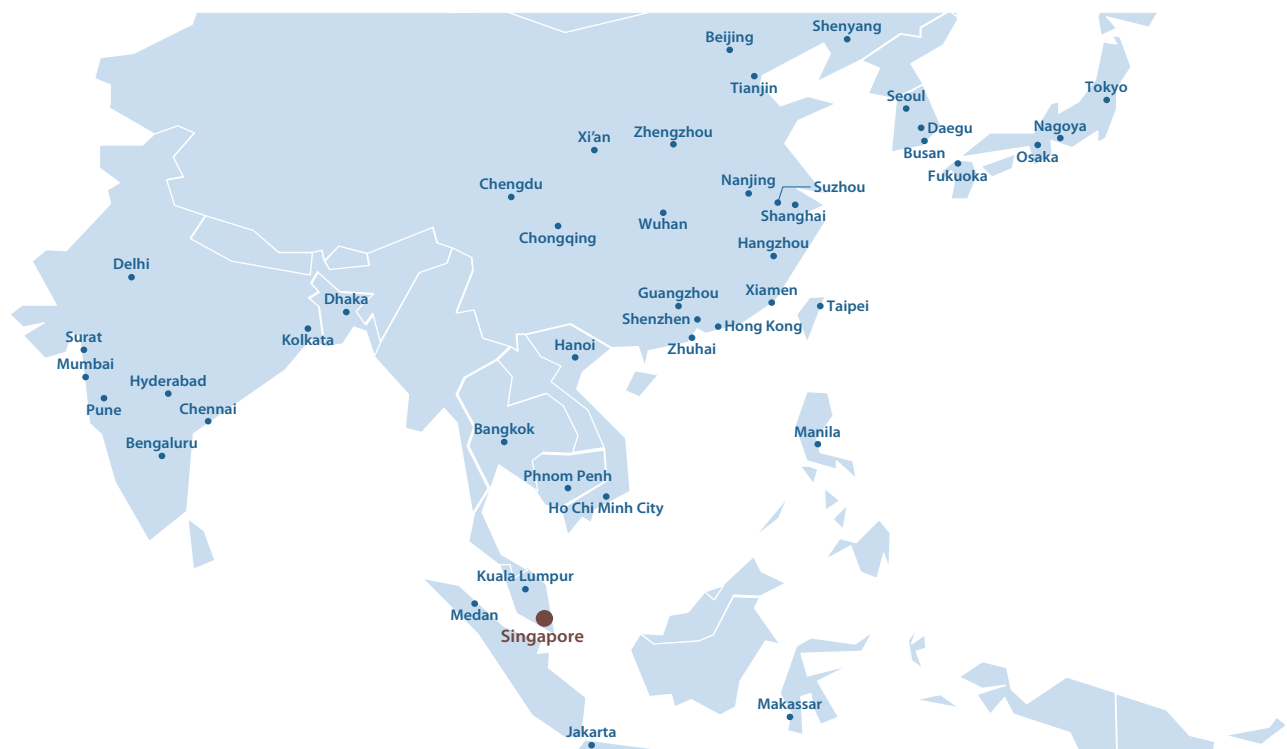 Shenyang
Beijing
Tianjin
Tokyo
Seoul
Daegu
Nagoya
Busan
Osaka
Fukuoka
Zhengzhou
Xi’an
Chengdu
Nanjing
Suzhou
Shanghai
Wuhan
Chongqing
Hangzhou
Delhi
Dhaka
Guangzhou
Xiamen
Taipei
Shenzhen
Hong Kong
Zhuhai
Kolkata
Surat
Mumbai
Hanoi
Hyderabad
Pune
Chennai
Bengaluru
Bangkok
Manila
Phnom Penh
Ho Chi Minh City
Kuala Lumpur
Medan
Singapore
Makassar
Jakarta